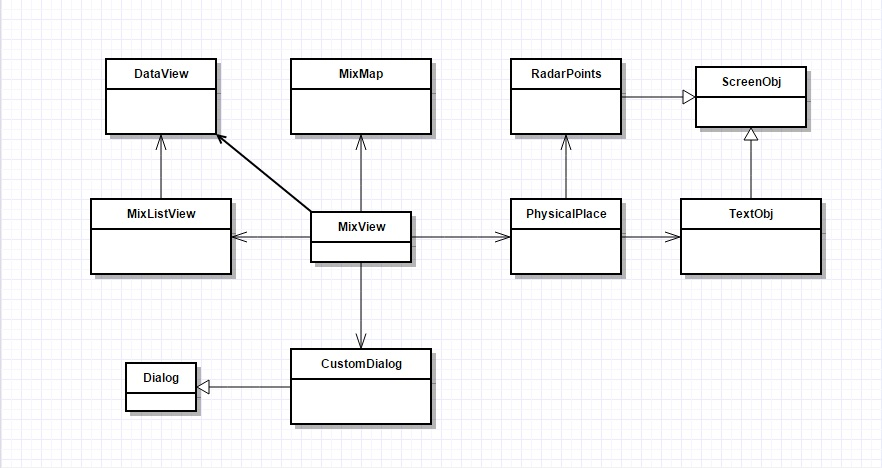 DataView
MixMap
RadarPoints
ScreenObj
MixListView
MixView
PhysicalPlace
TextObj
Dialog
CustomDialog